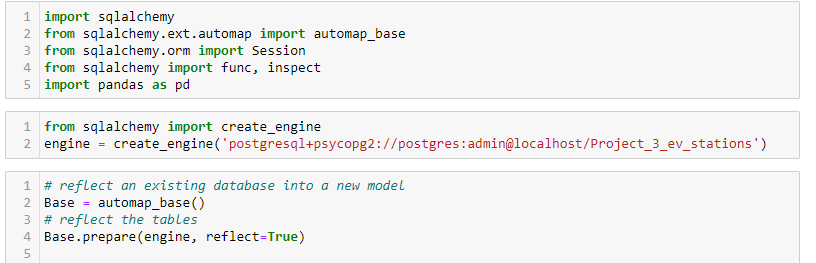 1 import sqlalchemy
2 from sqlalchemy.ext.automap import automap_base
3 from sqlalchemy.orm import Session
4 from sqlalchemy import func, inspect
5 import pandas as pd
1 from sqlalchemy import create_engine
2 engine = create_engine('postgresql+psycopg2://postgres:admin@localhost/Project_3_ev_stations')
1 # reflect an existing database into a new model
2 Base = automap_base()
3 # reflect the tables
4 Base.prepare(engine, reflect=True)
5